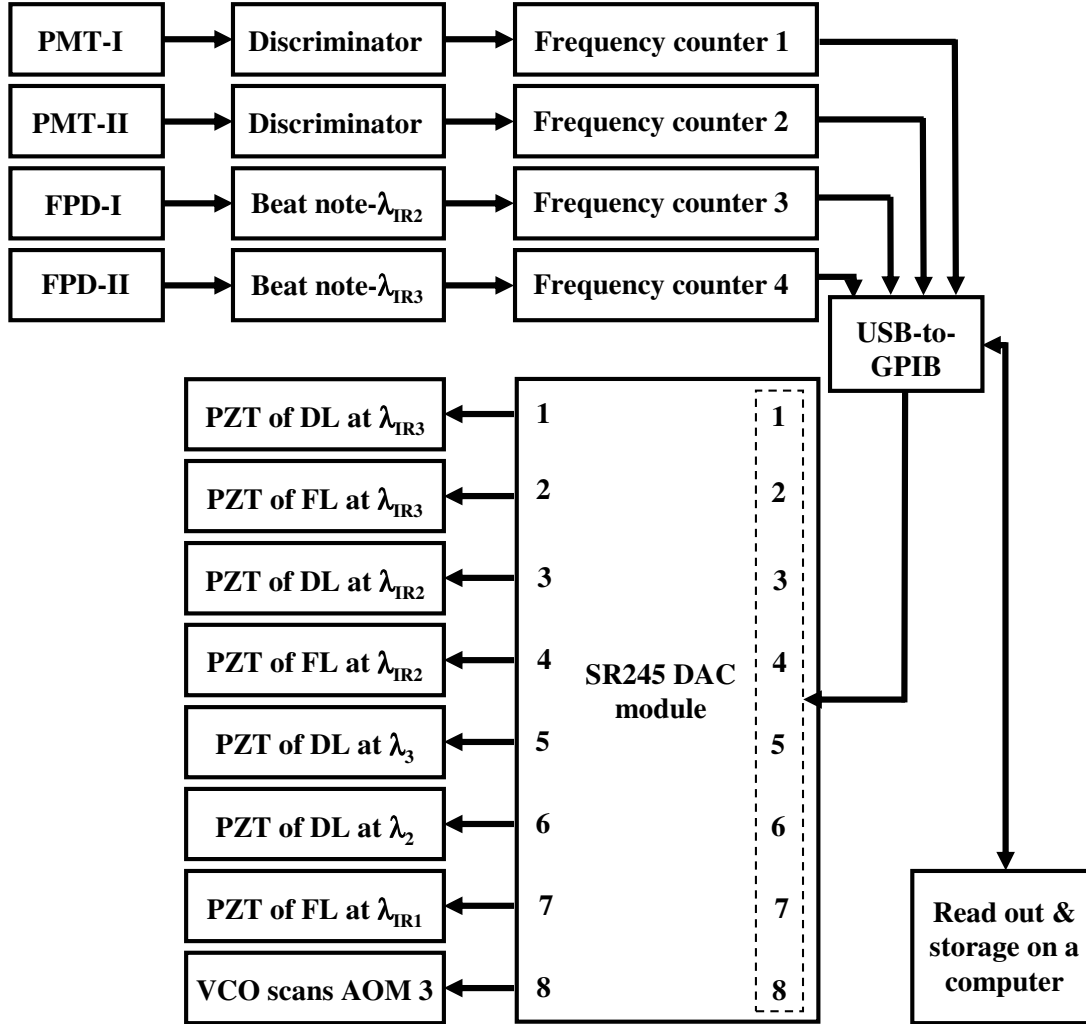 PMT-I
Discriminator
Frequency counter 1
PMT-II
Discriminator
Frequency counter 2
FPD-I
Beat note-λIR2
Frequency counter 3
FPD-II
Beat note-λIR3
Frequency counter 4
USB-to-
GPIB
PZT of DL at λIR3
1
1
PZT of FL at λIR3
2
2
PZT of DL at λIR2
3
3
PZT of FL at λIR2
4
4
SR245 DAC
module
PZT of DL at λ3
5
5
PZT of DL at λ2
6
6
PZT of FL at λIR1
7
7
VCO scans AOM 3
8
8
Read out &
storage on a
computer